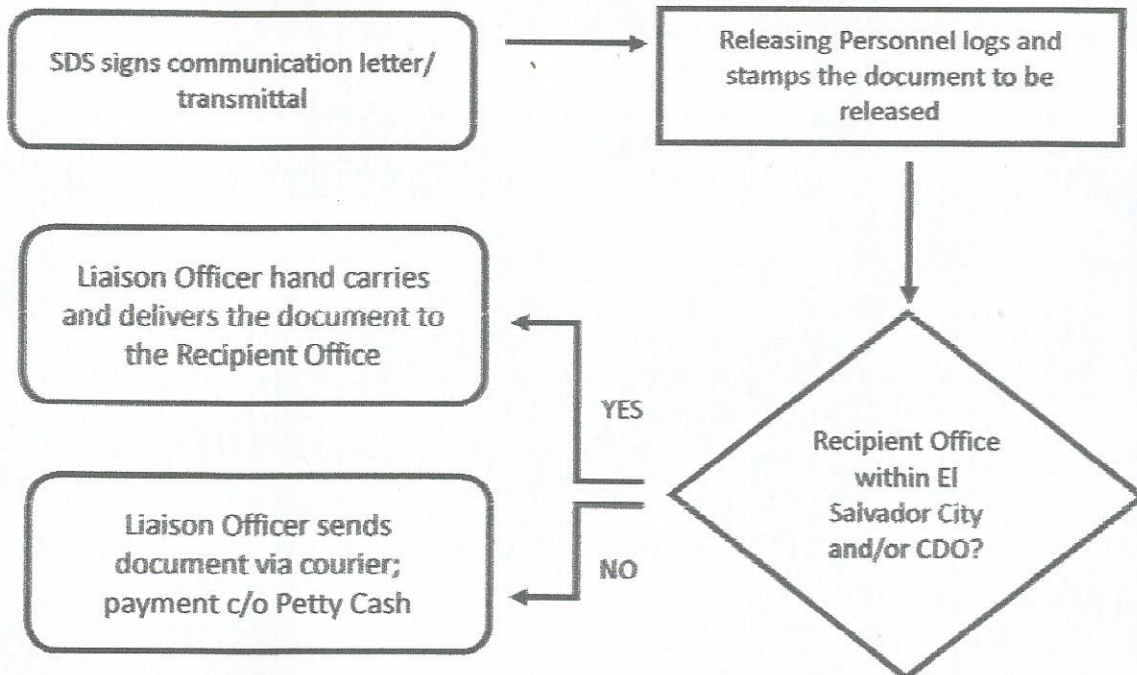 SDS signs communication letter/
transmittal
Releasing Personnel logs and
stamps the document to be
released
Liaison Officer hand carries
and delivers the document to
the Recipient Office
YES
Recipient Office
within El
Salvador City
and/or CDO?
Liaison Officer sends
document via courier;
payment c/o Petty Cash
NO